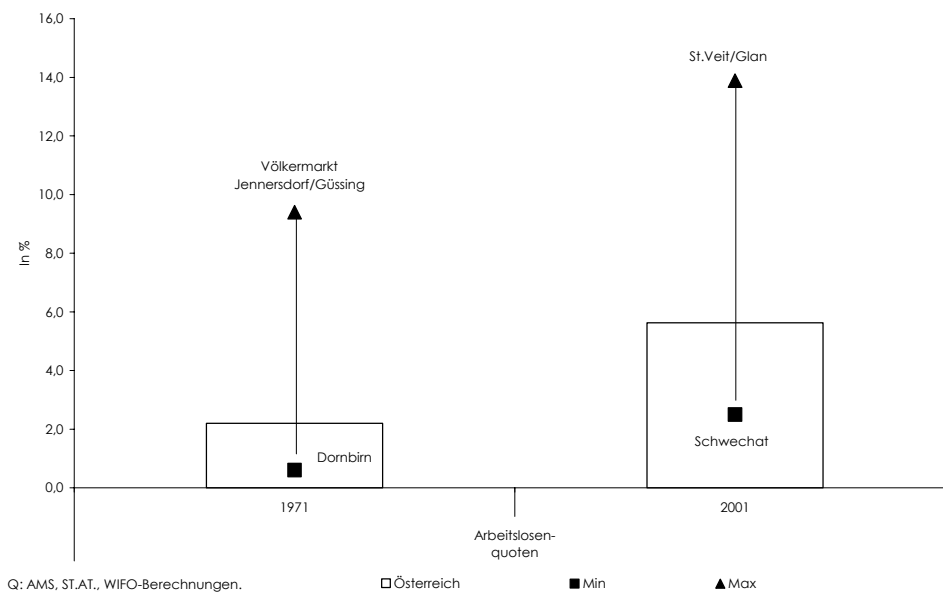 16,0
14,0
12,0
10,0
8,0
6,0
4,0
2,0
0,0
In %
Völkermarkt
Jennersdorf/Güssing
St.Veit/Glan
Dornbirn
Schwechat
1971
2001
Arbeitslosen-
quoten
Q: AMS, ST.AT., WIFO-Berechnungen.
Österreich
Min
Max